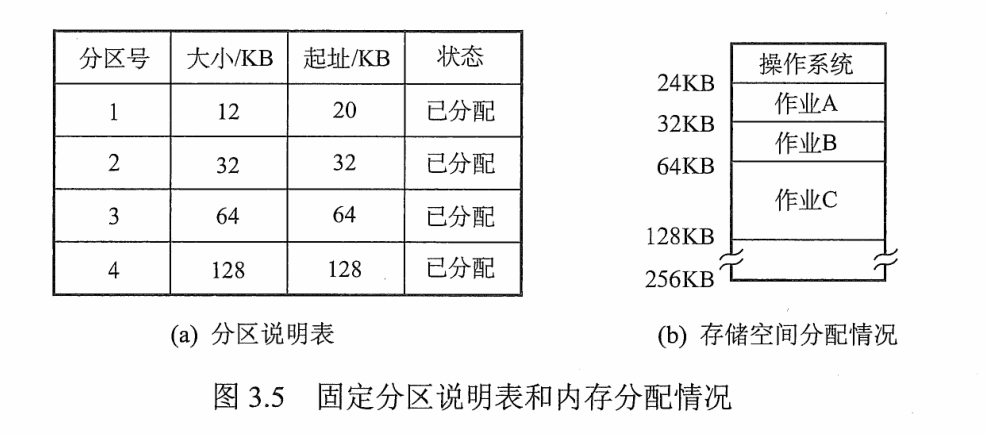 分区号 大小/KB 起址/KB 状态
1 12 20 已分配
2 32 32 已分配
3 64 64 已分配
4 128 128 已分配
(a) 分区说明表
操作系统
24KB
作业A
32KB
作业B
64KB
作业C
128KB
256KB
(b) 存储空间分配情况
图 3.5 固定分区说明表和内存分配情况